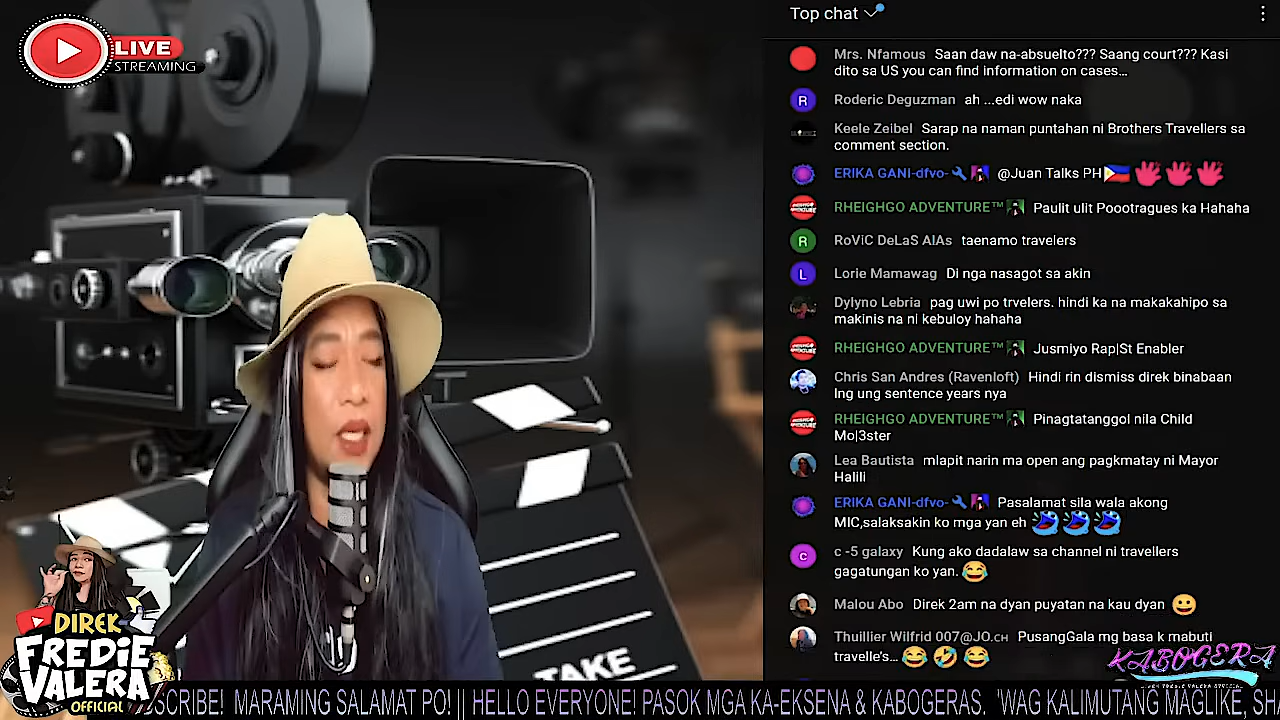 LIVE
STREAMING
Top chat
Mrs. Nfamous Saan daw na-absuelto??? Saang court??? Kasi
dito sa US you can find information on cases...
R Roderic Deguzman ah ...edi wow naka
Keele Zeibel Sarap na naman puntahan ni Brothers Travellers sa
comment section.
ERIKA GANI-dfvo- @Juan Talks PH
RHEIGHGO ADVENTURE™ Paulit ulit Poootragues ka Hahaha
R RoViC DeLaS AlAs taenamo travelers
L Lorie Mamawag Di nga nasagot sa akin
Dylyno Lebria pag uwi po trvelers. hindi ka na makakahipo sa
makinis na ni kebuloy hahaha
RHEIGHGO ADVENTURE™ Jusmiyo Rap|St Enabler
Chris San Andres (Ravenloft) Hindi rin dismiss direk binabaan
lng ung sentence years nya
RHEIGHGO ADVENTURE™ Pinagtatanggol nila Child
Mo|3ster
Lea Bautista mlapit narin ma open ang pagkmatay ni Mayor
Halili
ERIKA GANI-dfvo- Pasalamat sila wala akong
MIC,salaksakin ko mga yan eh
c c -5 galaxy Kung ako dadalaw sa channel ni travellers
gagatungan ko yan.
Malou Abo Direk 2am na dyan puyatan na kau dyan
Thuillier Wilfrid 007@JO.CH PusangGala mg basa k mabuti
travelle's...
TAKE
DIREK
FREDIE
VALERA
OFFICIAL
KABOGERA
DIREK FREDIE VALERA OFFICIAL
SCRIBE! MARAMING SALAMAT PO! || HELLO EVERYONE! PASOK MGA KA-EKSENA & KABOGERAS, 'WAG KALIMUTANG MAGLIKE, SHA